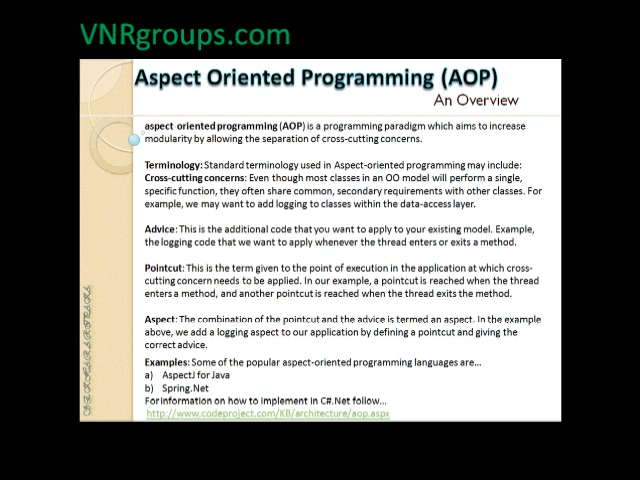 VNRgroups.com
Aspect Oriented Programming (AOP)
An Overview
aspect-oriented programming (AOP) is a programming paradigm which aims to increase
modularity by allowing the separation of cross-cutting concerns.
Terminology: Standard terminology used in Aspect-oriented programming may include:
Cross-cutting concerns: Even though most classes in an OO model will perform a single,
specific function, they often share common, secondary requirements with other classes. For
example, we may want to add logging to classes within the data-access layer.
Advice: This is the additional code that you want to apply to your existing model. Example,
the logging code that we want to apply whenever the thread enters or exits a method.
Pointcut: This is the term given to the point of execution in the application at which cross-
cutting concern needs to be applied. In our example, a pointcut is reached when the thread
enters a method, and another pointcut is reached when the thread exits the method.
Aspect: The combination of the pointcut and the advice is termed an aspect. In the example
above, we add a logging aspect to our application by defining a pointcut and giving the
correct advice.
Examples: Some of the popular aspect-oriented programming languages are...
a) AspectJ for Java
b) Spring.Net
For information on how to implement in C#.Net follow...
http://www.codeproject.com/KB/architecture/aop.aspx